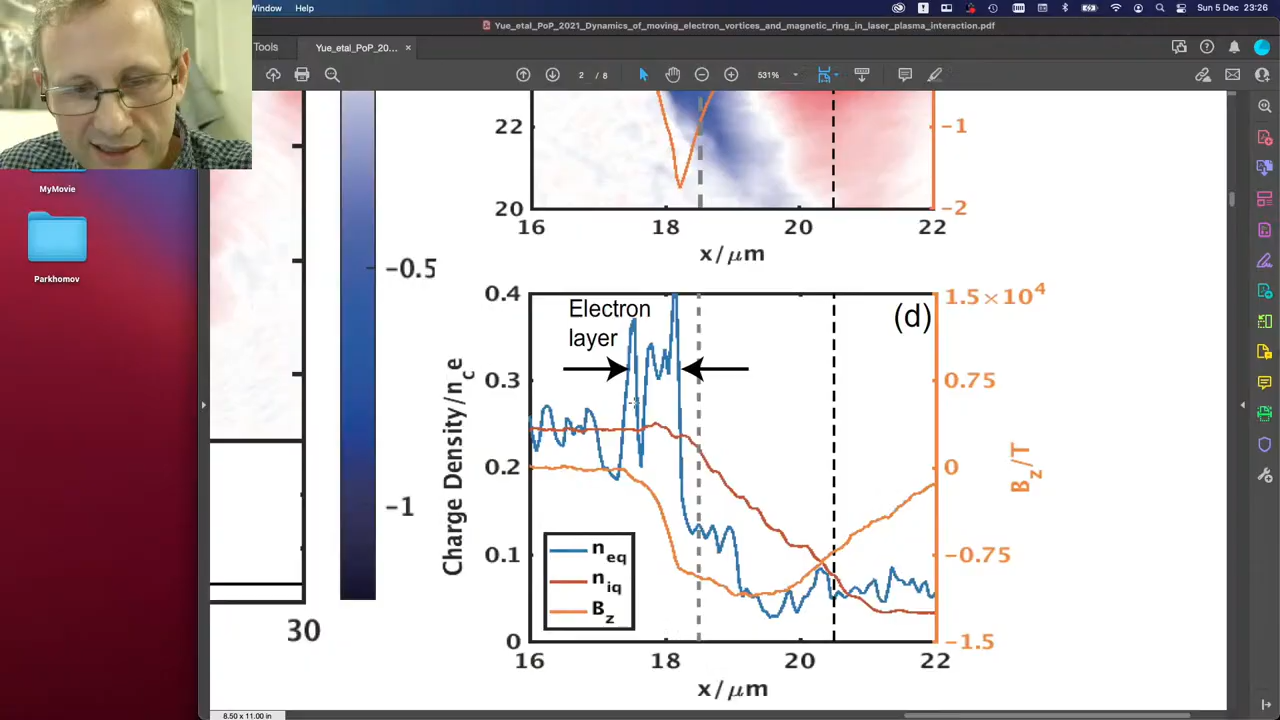 Window Help Sun 5 Dec 23:26
Yue_etal_PoP_2021_Dynamics_of_moving_electron_vortices_and_magnetic_ring_in_laser_plasma_interaction.pdf
Tools Yue_etal_PoP_20... ×
2 / 8 531%
MyMovie
Parkhomov
-0.5
-1
30
22
20
-1
-2
16 18 20 22
x/μm
Electron
layer
(d)
0.4
0.3
0.2
0.1
0
Charge Density/n_c e
1.5×10⁴
0.75
0
-0.75
-1.5
B_z/T
n_eq
n_iq
B_z
16 18 20 22
x/μm
8.50 x 11.00 in